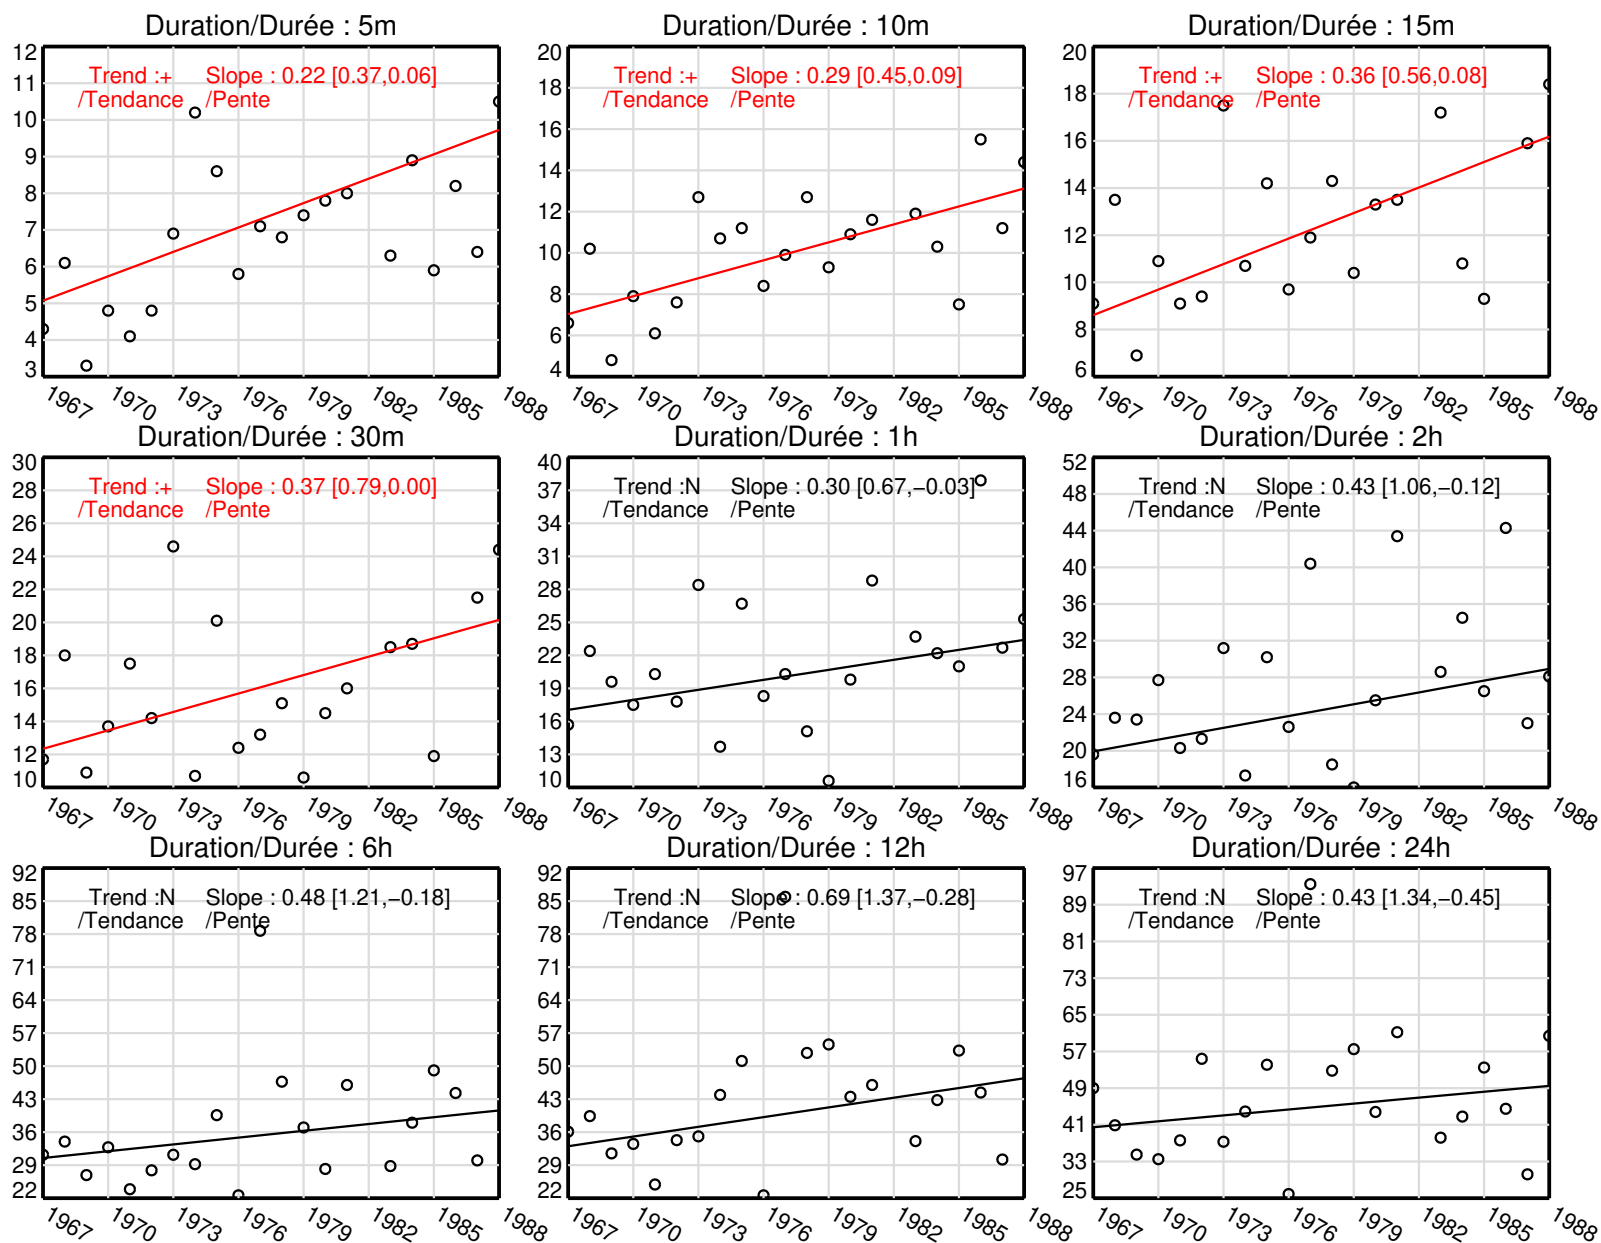 Duration/Durée : 5m
Trend :+ Slope : 0.22 [0.37,0.06]
/Tendance /Pente
12
11
10
9
8
7
6
5
4
3
1967 1970 1973 1976 1979 1982 1985 1988
Duration/Durée : 10m
Trend :+ Slope : 0.29 [0.45,0.09]
/Tendance /Pente
20
18
16
14
12
10
8
6
4
1967 1970 1973 1976 1979 1982 1985 1988
Duration/Durée : 15m
Trend :+ Slope : 0.36 [0.56,0.08]
/Tendance /Pente
20
18
16
14
12
10
8
6
1967 1970 1973 1976 1979 1982 1985 1988
Duration/Durée : 30m
Trend :+ Slope : 0.37 [0.79,0.00]
/Tendance /Pente
30
28
26
24
22
20
18
16
14
12
10
1967 1970 1973 1976 1979 1982 1985 1988
Duration/Durée : 1h
Trend :N Slope : 0.30 [0.67,−0.03]
/Tendance /Pente
40
37
34
31
28
25
22
19
16
13
10
1967 1970 1973 1976 1979 1982 1985 1988
Duration/Durée : 2h
Trend :N Slope : 0.43 [1.06,−0.12]
/Tendance /Pente
52
48
44
40
36
32
28
24
20
16
1967 1970 1973 1976 1979 1982 1985 1988
Duration/Durée : 6h
Trend :N Slope : 0.48 [1.21,−0.18]
/Tendance /Pente
92
85
78
71
64
57
50
43
36
29
22
1967 1970 1973 1976 1979 1982 1985 1988
Duration/Durée : 12h
Trend :N Slope : 0.69 [1.37,−0.28]
/Tendance /Pente
92
85
78
71
64
57
50
43
36
29
22
1967 1970 1973 1976 1979 1982 1985 1988
Duration/Durée : 24h
Trend :N Slope : 0.43 [1.34,−0.45]
/Tendance /Pente
97
89
81
73
65
57
49
41
33
25
1967 1970 1973 1976 1979 1982 1985 1988